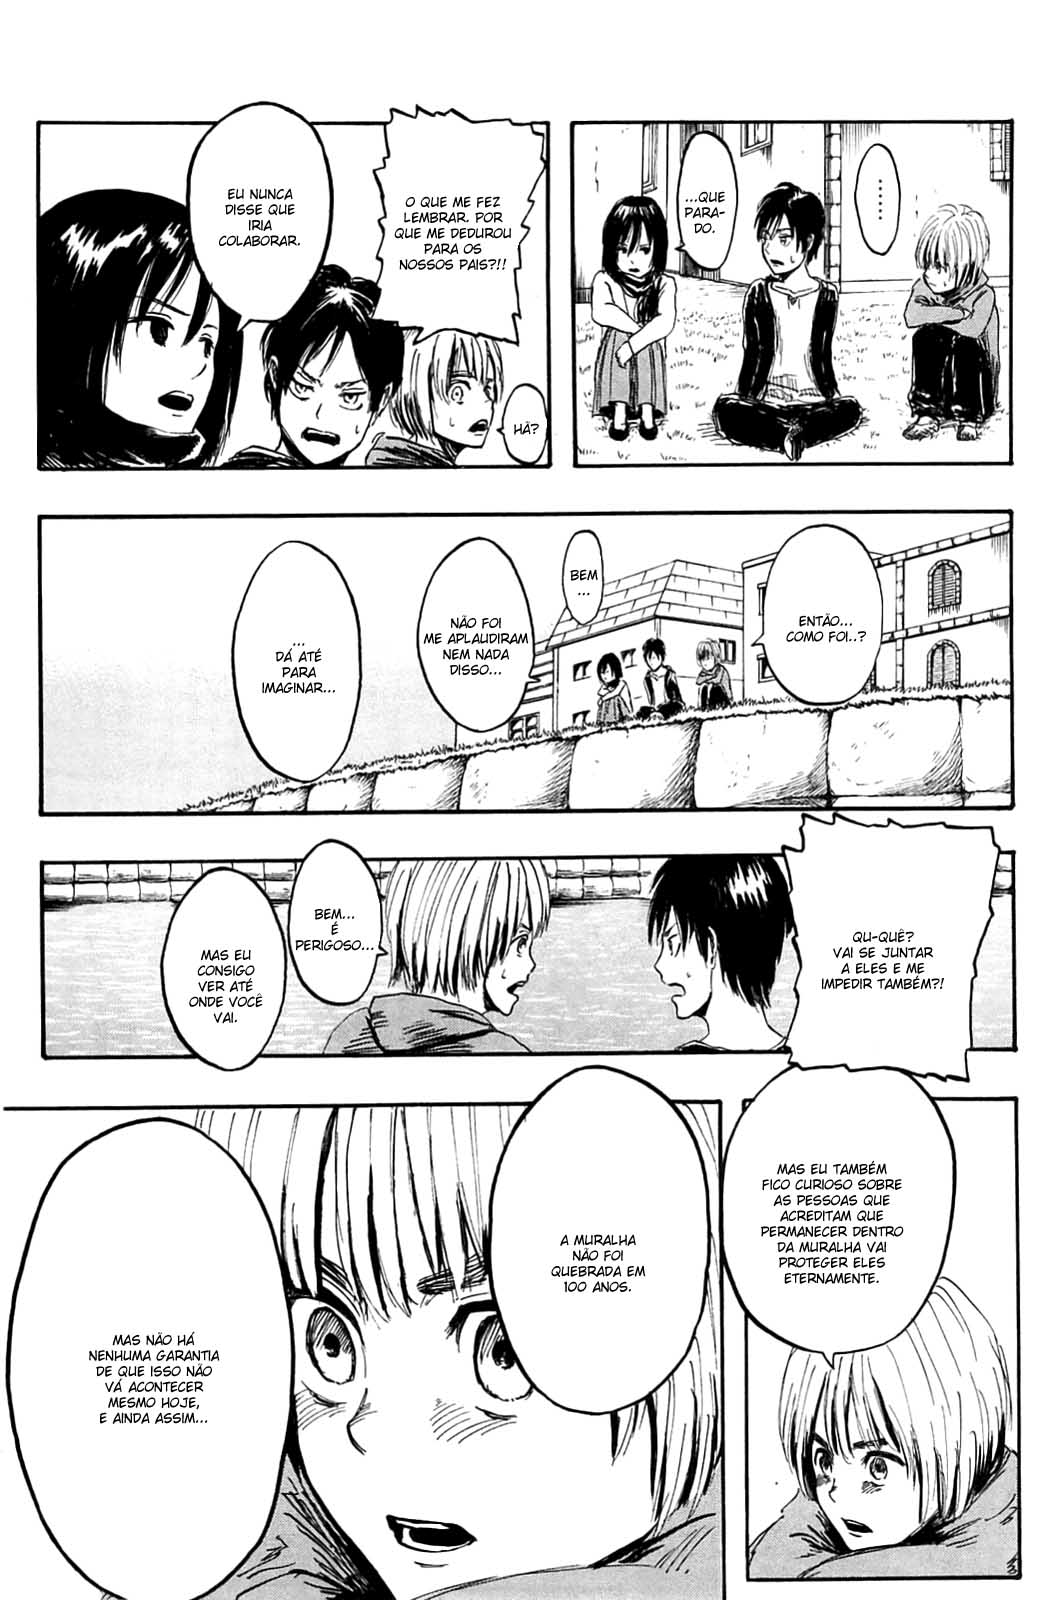 ......
...QUE
PARA-
DO.
O QUE ME FEZ
LEMBRAR. POR
QUE ME DEDUROU
PARA OS
NOSSOS PAIS?!!
EU NUNCA
DISSE QUE
IRIA
COLABORAR.
HÃ?
ENTÃO...
COMO FOI..?
BEM
...
NÃO FOI
ME APLAUDIRAM
NEM NADA
DISSO...
...
DÁ ATÉ
PARA
IMAGINAR...
QU-QUÊ?
VAI SE JUNTAR
A ELES E ME
IMPEDIR TAMBÉM?!
BEM...
É
PERIGOSO...
MAS EU
CONSIGO
VER ATÉ
ONDE VOCÊ
VAI.
MAS EU TAMBÉM
FICO CURIOSO SOBRE
AS PESSOAS QUE
ACREDITAM QUE
PERMANECER DENTRO
DA MURALHA VAI
PROTEGER ELES
ETERNAMENTE.
A MURALHA
NÃO FOI
QUEBRADA EM
100 ANOS.
MAS NÃO HÁ
NENHUMA GARANTIA
DE QUE ISSO NÃO
VÁ ACONTECER
MESMO HOJE,
E AINDA ASSIM...